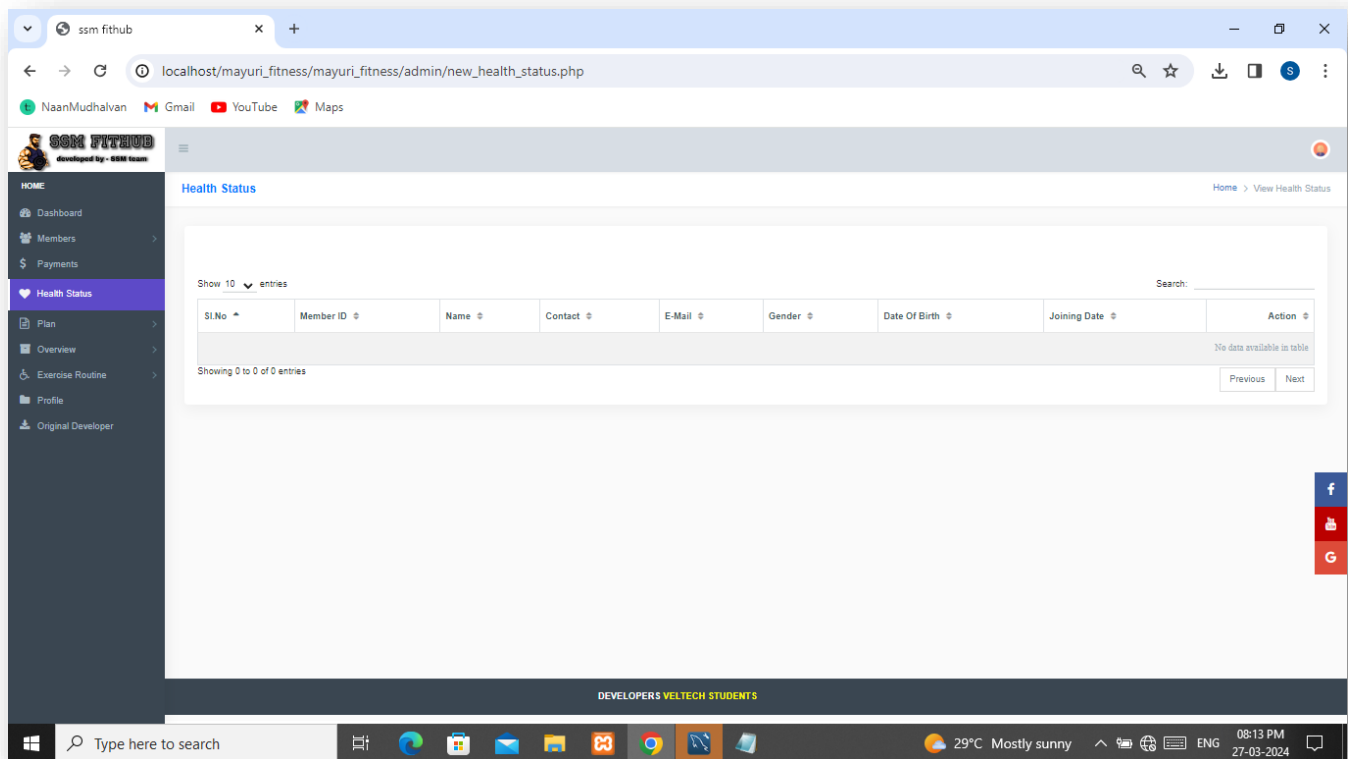 ssm fithub
localhost/mayuri_fitness/mayuri_fitness/admin/new_health_status.php
S
NaanMudhalvan Gmail YouTube Maps
SSM FITHUB
developed by - SSM team
HOME
Health Status
Home > View Health Status
Dashboard
Members
Payments
Health Status
Plan
Overview
Exercise Routine
Profile
Original Developer
Show 10 entries
Search:
Sl.No Member ID Name Contact E-Mail Gender Date Of Birth Joining Date Action
No data available in table
Showing 0 to 0 of 0 entries
Previous Next
DEVELOPERS VELTECH STUDENTS
Type here to search
29°C Mostly sunny
ENG
08:13 PM
27-03-2024